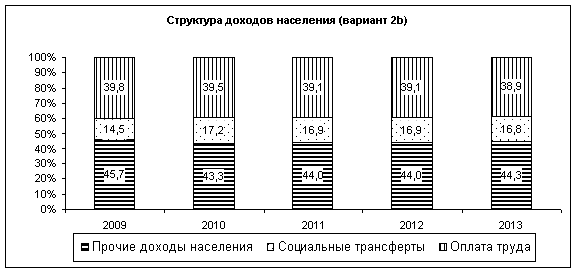 Структура доходов населения (вариант 2b)
100%
90%
80%
70%
60%
50%
40%
30%
20%
10%
0%
39,8 39,5 39,1 39,1 38,9
14,5 17,2 16,9 16,9 16,8
45,7 43,3 44,0 44,0 44,3
2009 2010 2011 2012 2013
Прочие доходы населения Социальные трансферты Оплата труда